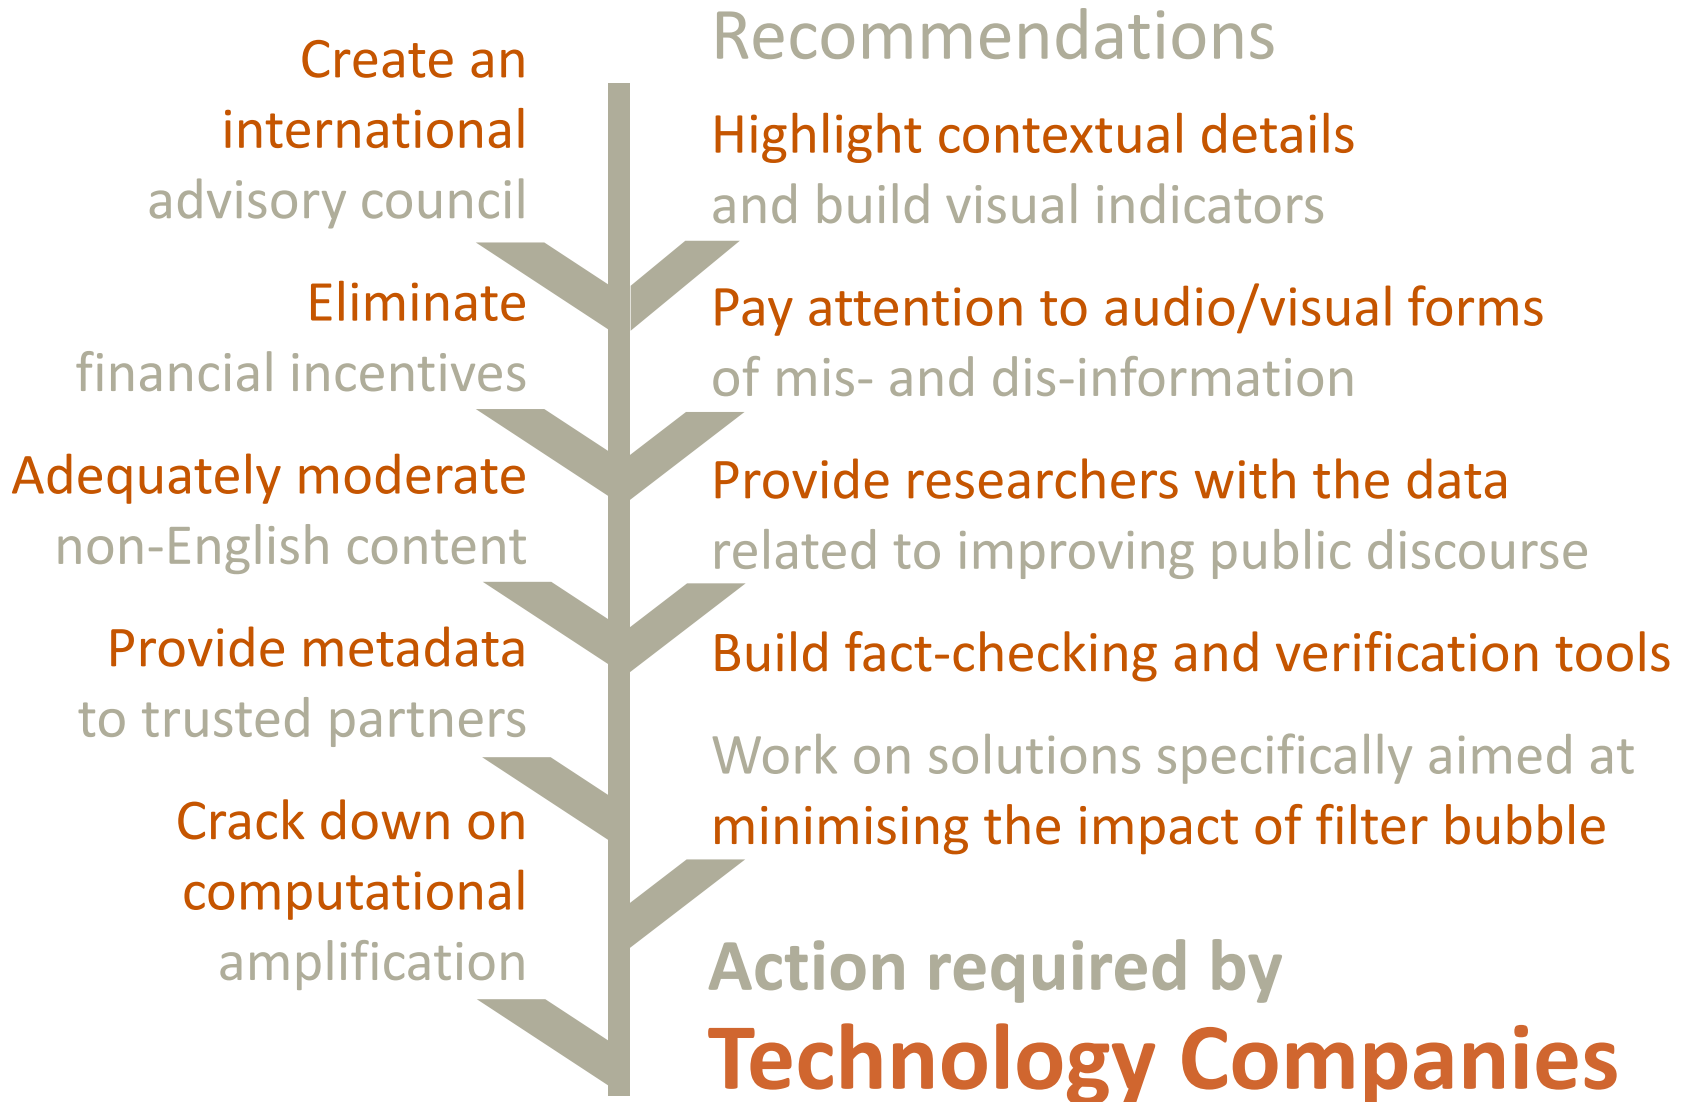 Create an
international
advisory council
Eliminate
financial incentives
Adequately moderate
non-English content
Provide metadata
to trusted partners
Crack down on
computational
amplification
Recommendations
Highlight contextual details
and build visual indicators
Pay attention to audio/visual forms
of mis- and dis-information
Provide researchers with the data
related to improving public discourse
Build fact-checking and verification tools
Work on solutions specifically aimed at
minimising the impact of filter bubble
Action required by
Technology Companies